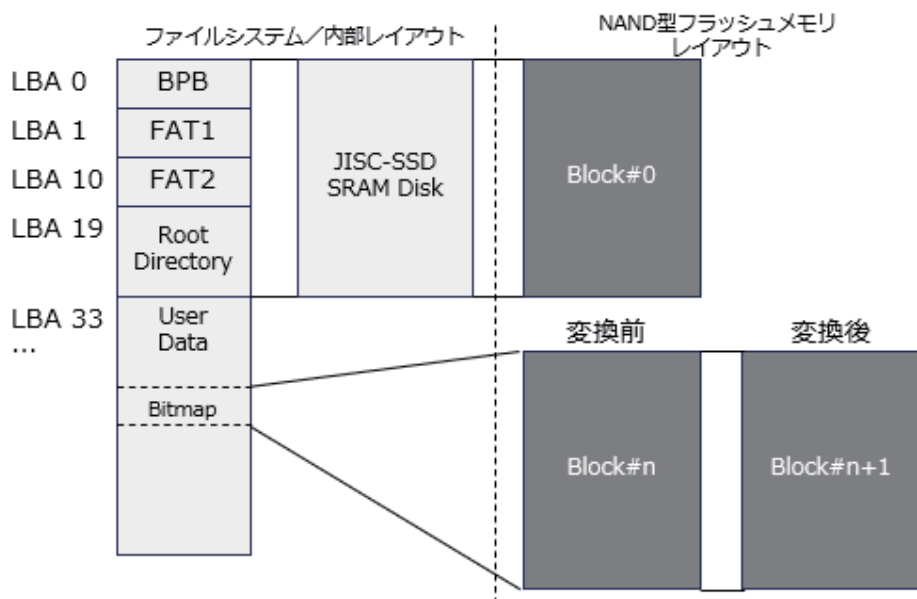 ファイルシステム／内部レイアウト
NAND型フラッシュメモリ
レイアウト
LBA 0
BPB
LBA 1
FAT1
LBA 10
FAT2
LBA 19
Root
Directory
JISC-SSD
SRAM Disk
Block#0
LBA 33
...
User
Data
Bitmap
変換前
変換後
Block#n
Block#n+1